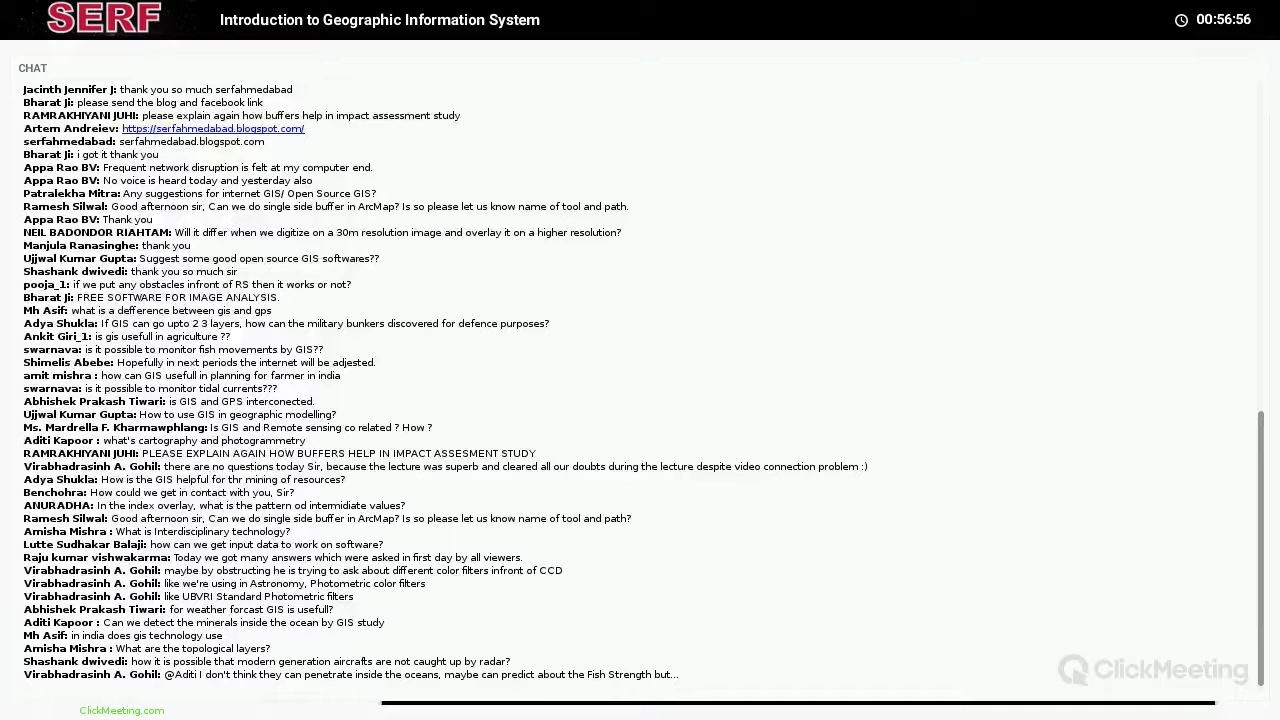 SERF
Introduction to Geographic Information System
00:56:56
CHAT
Jacinth Jennifer J: thank you so much serfahmedabad
Bharat Ji: please send the blog and facebook link
RAMRAKHIYANI JUHI: please explain again how buffers help in impact assessment study
Artem Andreiev: https://serfahmedabad.blogspot.com/
serfahmedabad: serfahmedabad.blogspot.com
Bharat Ji: i got it thank you
Appa Rao BV: Frequent network disruption is felt at my computer end.
Appa Rao BV: No voice is heard today and yesterday also
Patralekha Mitra: Any suggestions for internet GIS/ Open Source GIS?
Ramesh Silwal: Good afternoon sir, Can we do single side buffer in ArcMap? Is so please let us know name of tool and path.
Appa Rao BV: Thank you
NEIL BADONDOR RIAHTAM: Will it differ when we digitize on a 30m resolution image and overlay it on a higher resolution?
Manjula Ranasinghe: thank you
Ujjwal Kumar Gupta: Suggest some good open source GIS softwares??
Shashank dwivedi: thank you so much sir
pooja_1: if we put any obstacles infront of RS then it works or not?
Bharat Ji: FREE SOFTWARE FOR IMAGE ANALYSIS.
Mh Asif: what is a defference between gis and gps
Adya Shukla: If GIS can go upto 2 3 layers, how can the military bunkers discovered for defence purposes?
Ankit Giri_1: is gis usefull in agriculture ??
swarnava: is it possible to monitor fish movements by GIS??
Shimelis Abebe: Hopefully in next periods the internet will be adjested.
amit mishra : how can GIS usefull in planning for farmer in india
swarnava: is it possible to monitor tidal currents???
Abhishek Prakash Tiwari: is GIS and GPS interconected.
Ujjwal Kumar Gupta: How to use GIS in geographic modelling?
Ms. Mardrella F. Kharmawphlang: Is GIS and Remote sensing co related ? How ?
Aditi Kapoor : what's cartography and photogrammetry
RAMRAKHIYANI JUHI: PLEASE EXPLAIN AGAIN HOW BUFFERS HELP IN IMPACT ASSESMENT STUDY
Virabhadrasinh A. Gohil: there are no questions today Sir, because the lecture was superb and cleared all our doubts during the lecture despite video connection problem :)
Adya Shukla: How is the GIS helpful for thr mining of resources?
Benchohra: How could we get in contact with you, Sir?
ANURADHA: In the index overlay, what is the pattern od intermidiate values?
Ramesh Silwal: Good afternoon sir, Can we do single side buffer in ArcMap? Is so please let us know name of tool and path?
Amisha Mishra : What is Interdisciplinary technology?
Lutte Sudhakar Balaji: how can we get input data to work on software?
Raju kumar vishwakarma: Today we got many answers which were asked in first day by all viewers.
Virabhadrasinh A. Gohil: maybe by obstructing he is trying to ask about different color filters infront of CCD
Virabhadrasinh A. Gohil: like we're using in Astronomy, Photometric color filters
Virabhadrasinh A. Gohil: like UBVRI Standard Photometric filters
Abhishek Prakash Tiwari: for weather forcast GIS is usefull?
Aditi Kapoor : Can we detect the minerals inside the ocean by GIS study
Mh Asif: in india does gis technology use
Amisha Mishra : What are the topological layers?
Shashank dwivedi: how it is possible that modern generation aircrafts are not caught up by radar?
Virabhadrasinh A. Gohil: @Aditi I don't think they can penetrate inside the oceans, maybe can predict about the Fish Strength but...
ClickMeeting
ClickMeeting.com